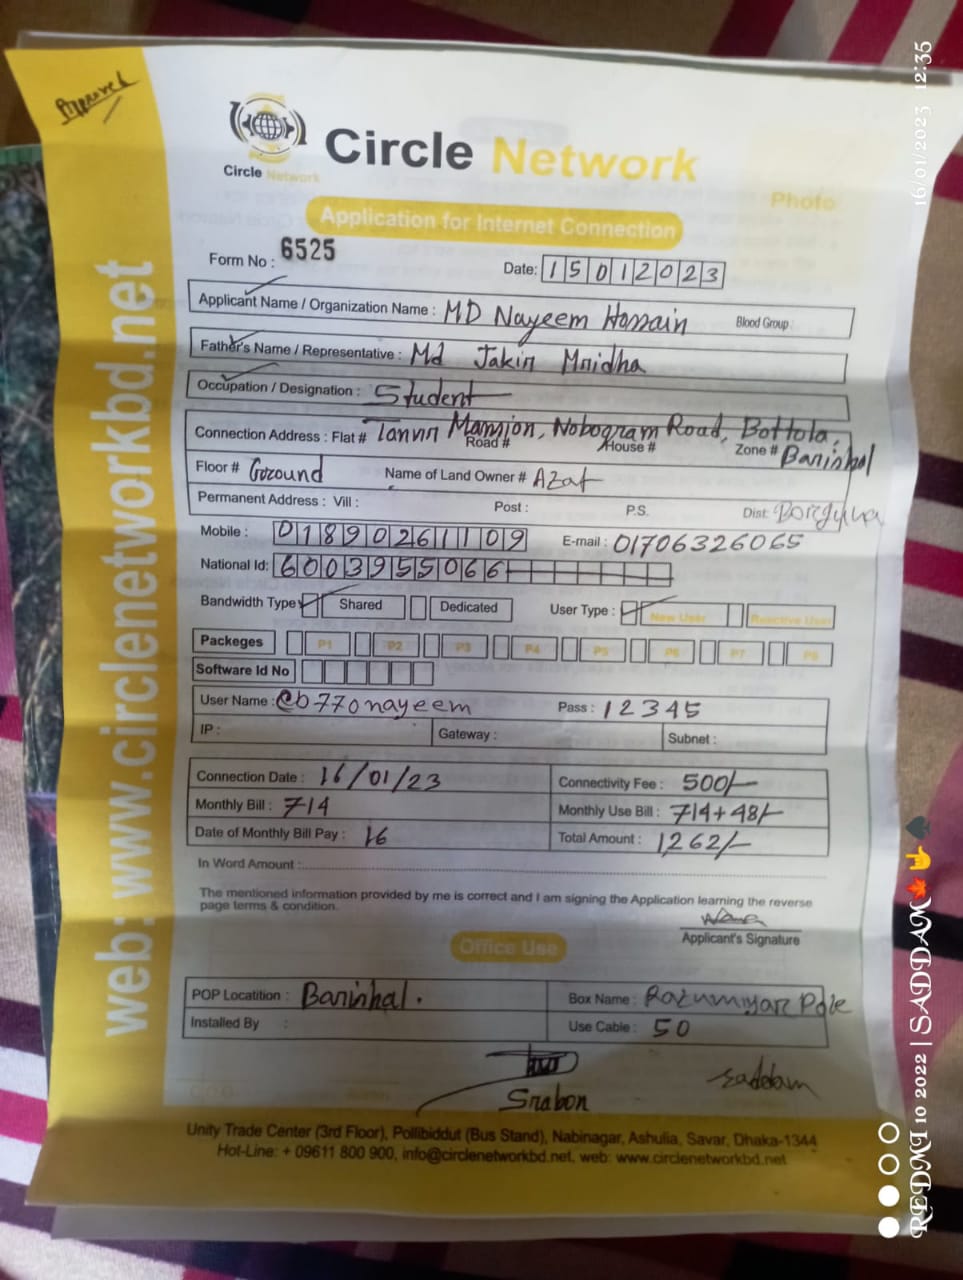 Approved
Circle Network
Circle Network
Photo
Application for Internet Connection
Form No : 6525
Date: 15012023
Applicant Name / Organization Name : MD Nayeem Hossain Blood Group :
Father's Name / Representative : Md Jakir Mridha
Occupation / Designation : Student
Connection Address : Flat # Tanvir Mansion, Nobogram Road, Bottola,
Road # House # Zone # Barishal
Floor # Goround Name of Land Owner # Azat
Permanent Address : Vill : Post : P.S. Dist: Borguna
Mobile : 01890261109 E-mail : 01706326065
National Id: 6003955066
Bandwidth Type Shared Dedicated User Type : New User Reactive User
Packeges P1 P2 P3 P4 P5 P6 P7 P8
Software Id No
User Name : cb770nayeem Pass : 12345
IP : Gateway : Subnet :
Connection Date : 16/01/23 Connectivity Fee : 500/-
Monthly Bill : 714 Monthly Use Bill : 714+48/-
Date of Monthly Bill Pay : 16 Total Amount : 1262/-
In Word Amount :
The mentioned information provided by me is correct and I am signing the Application learning the reverse
page terms & condition.
Applicant's Signature
Office Use
POP Locatition : Barishal. Box Name : Razumiyar Pole
Installed By : Use Cable : 50
Srabon saddam
Unity Trade Center (3rd Floor), Pollibiddut (Bus Stand), Nabinagar, Ashulia, Savar, Dhaka-1344
Hot-Line: + 09611 800 900, info@circlenetworkbd.net, web: www.circlenetworkbd.net
web: www.circlenetworkbd.net
16/01/2023 12:35
REDMI 10 2022 | SADDAM